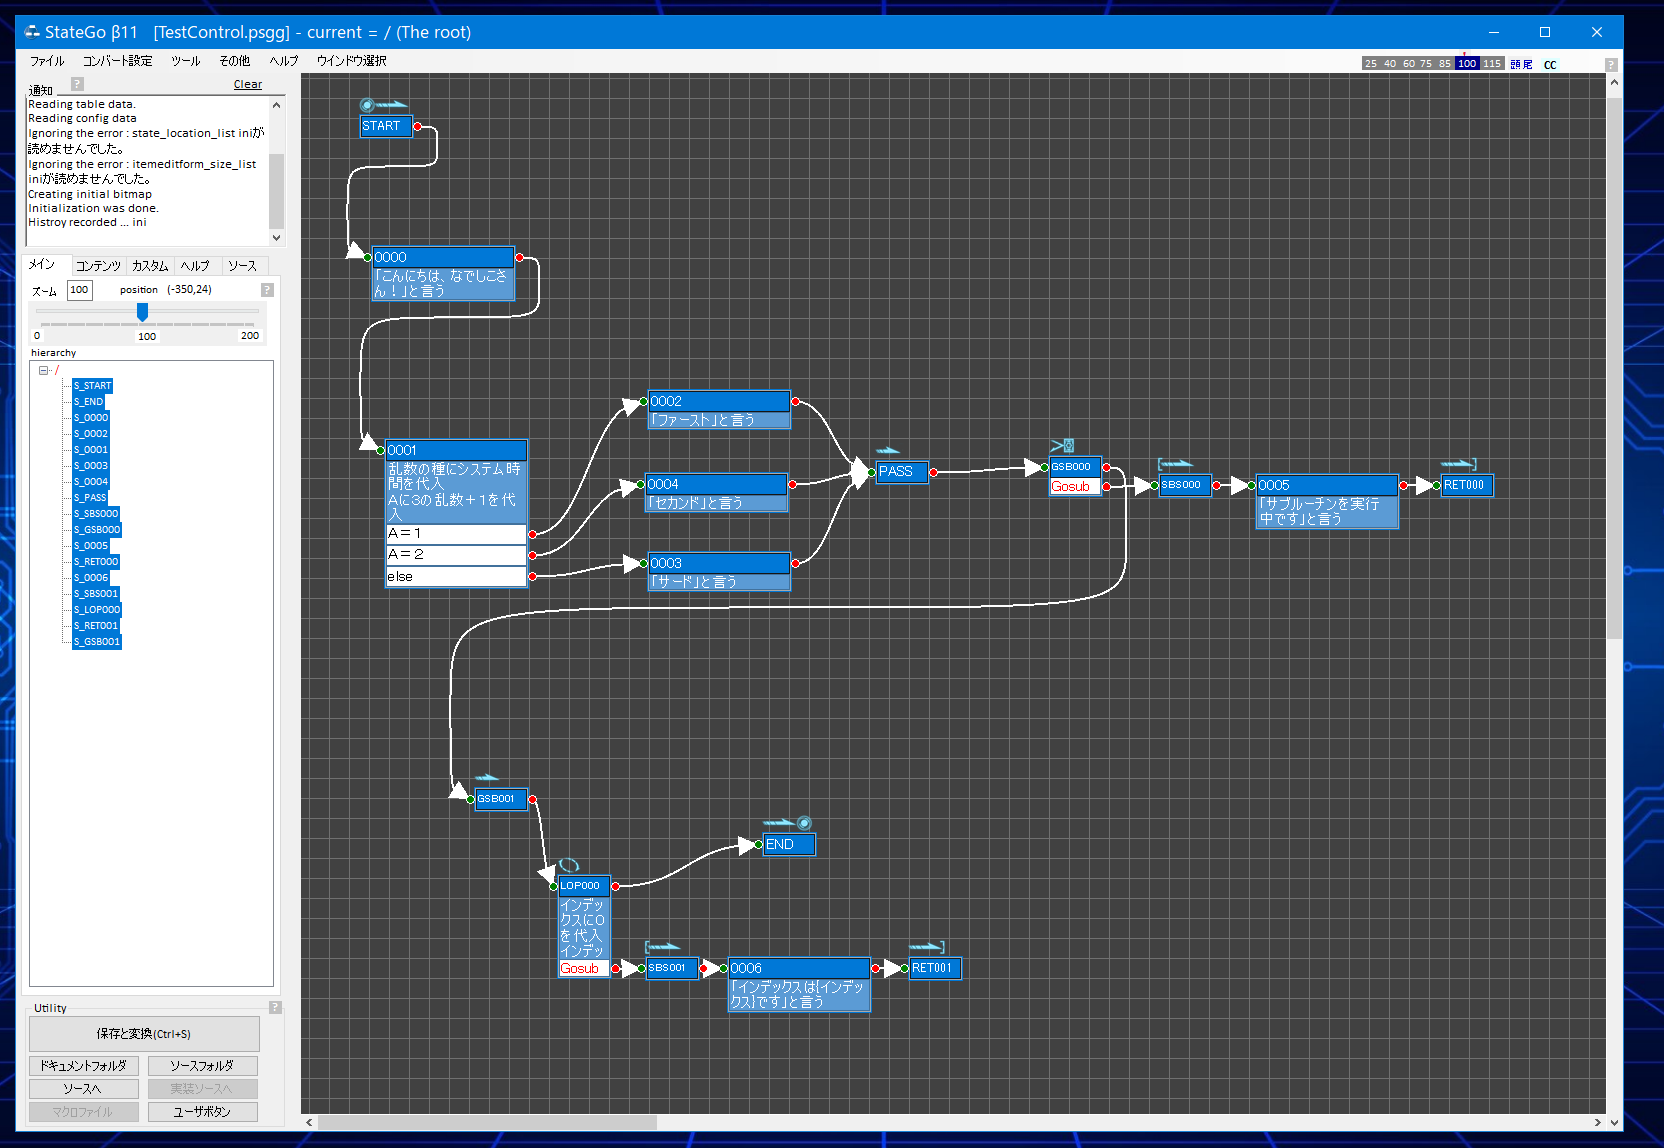 StateGo β11   [TestControl.psgg] - current = / (The root)
ファイル コンバート設定 ツール その他 ヘルプ ウインドウ選択
25 40 60 75 85 100 115 頭 尾 CC ?
通知 ? Clear
Reading table data.
Reading config data
Ignoring the error : state_location_list iniが
読めませんでした。
Ignoring the error : itemeditform_size_list
iniが読めませんでした。
Creating initial bitmap
Initialization was done.
Histroy recorded ... ini
メイン コンテンツ カスタム ヘルプ ソース
ズーム 100 position (-350,24) ?
0 100 200
hierarchy
/
S_START
S_END
S_0000
S_0002
S_0001
S_0003
S_0004
S_PASS
S_SBS000
S_GSB000
S_0005
S_RET000
S_0006
S_SBS001
S_LOP000
S_RET001
S_GSB001
Utility ?
保存と変換(Ctrl+S)
ドキュメントフォルダ ソースフォルダ
ソースへ 実装ソースへ
マクロファイル ユーザボタン
START
0000
「こんにちは、なでしこさ
ん！」と言う
0001
乱数の種にシステム時
間を代入
Aに3の乱数＋1を代
入
A＝1
A＝2
else
0002
「ファースト」と言う
0004
「セカンド」と言う
0003
「サード」と言う
PASS
GSB000
Gosub
SBS000
0005
「サブルーチンを実行
中です」と言う
RET000
GSB001
END
LOP000
インデッ
クスに0
を代入
インデッ
Gosub
SBS001
0006
「インデックスは{インデッ
クス}です」と言う
RET001